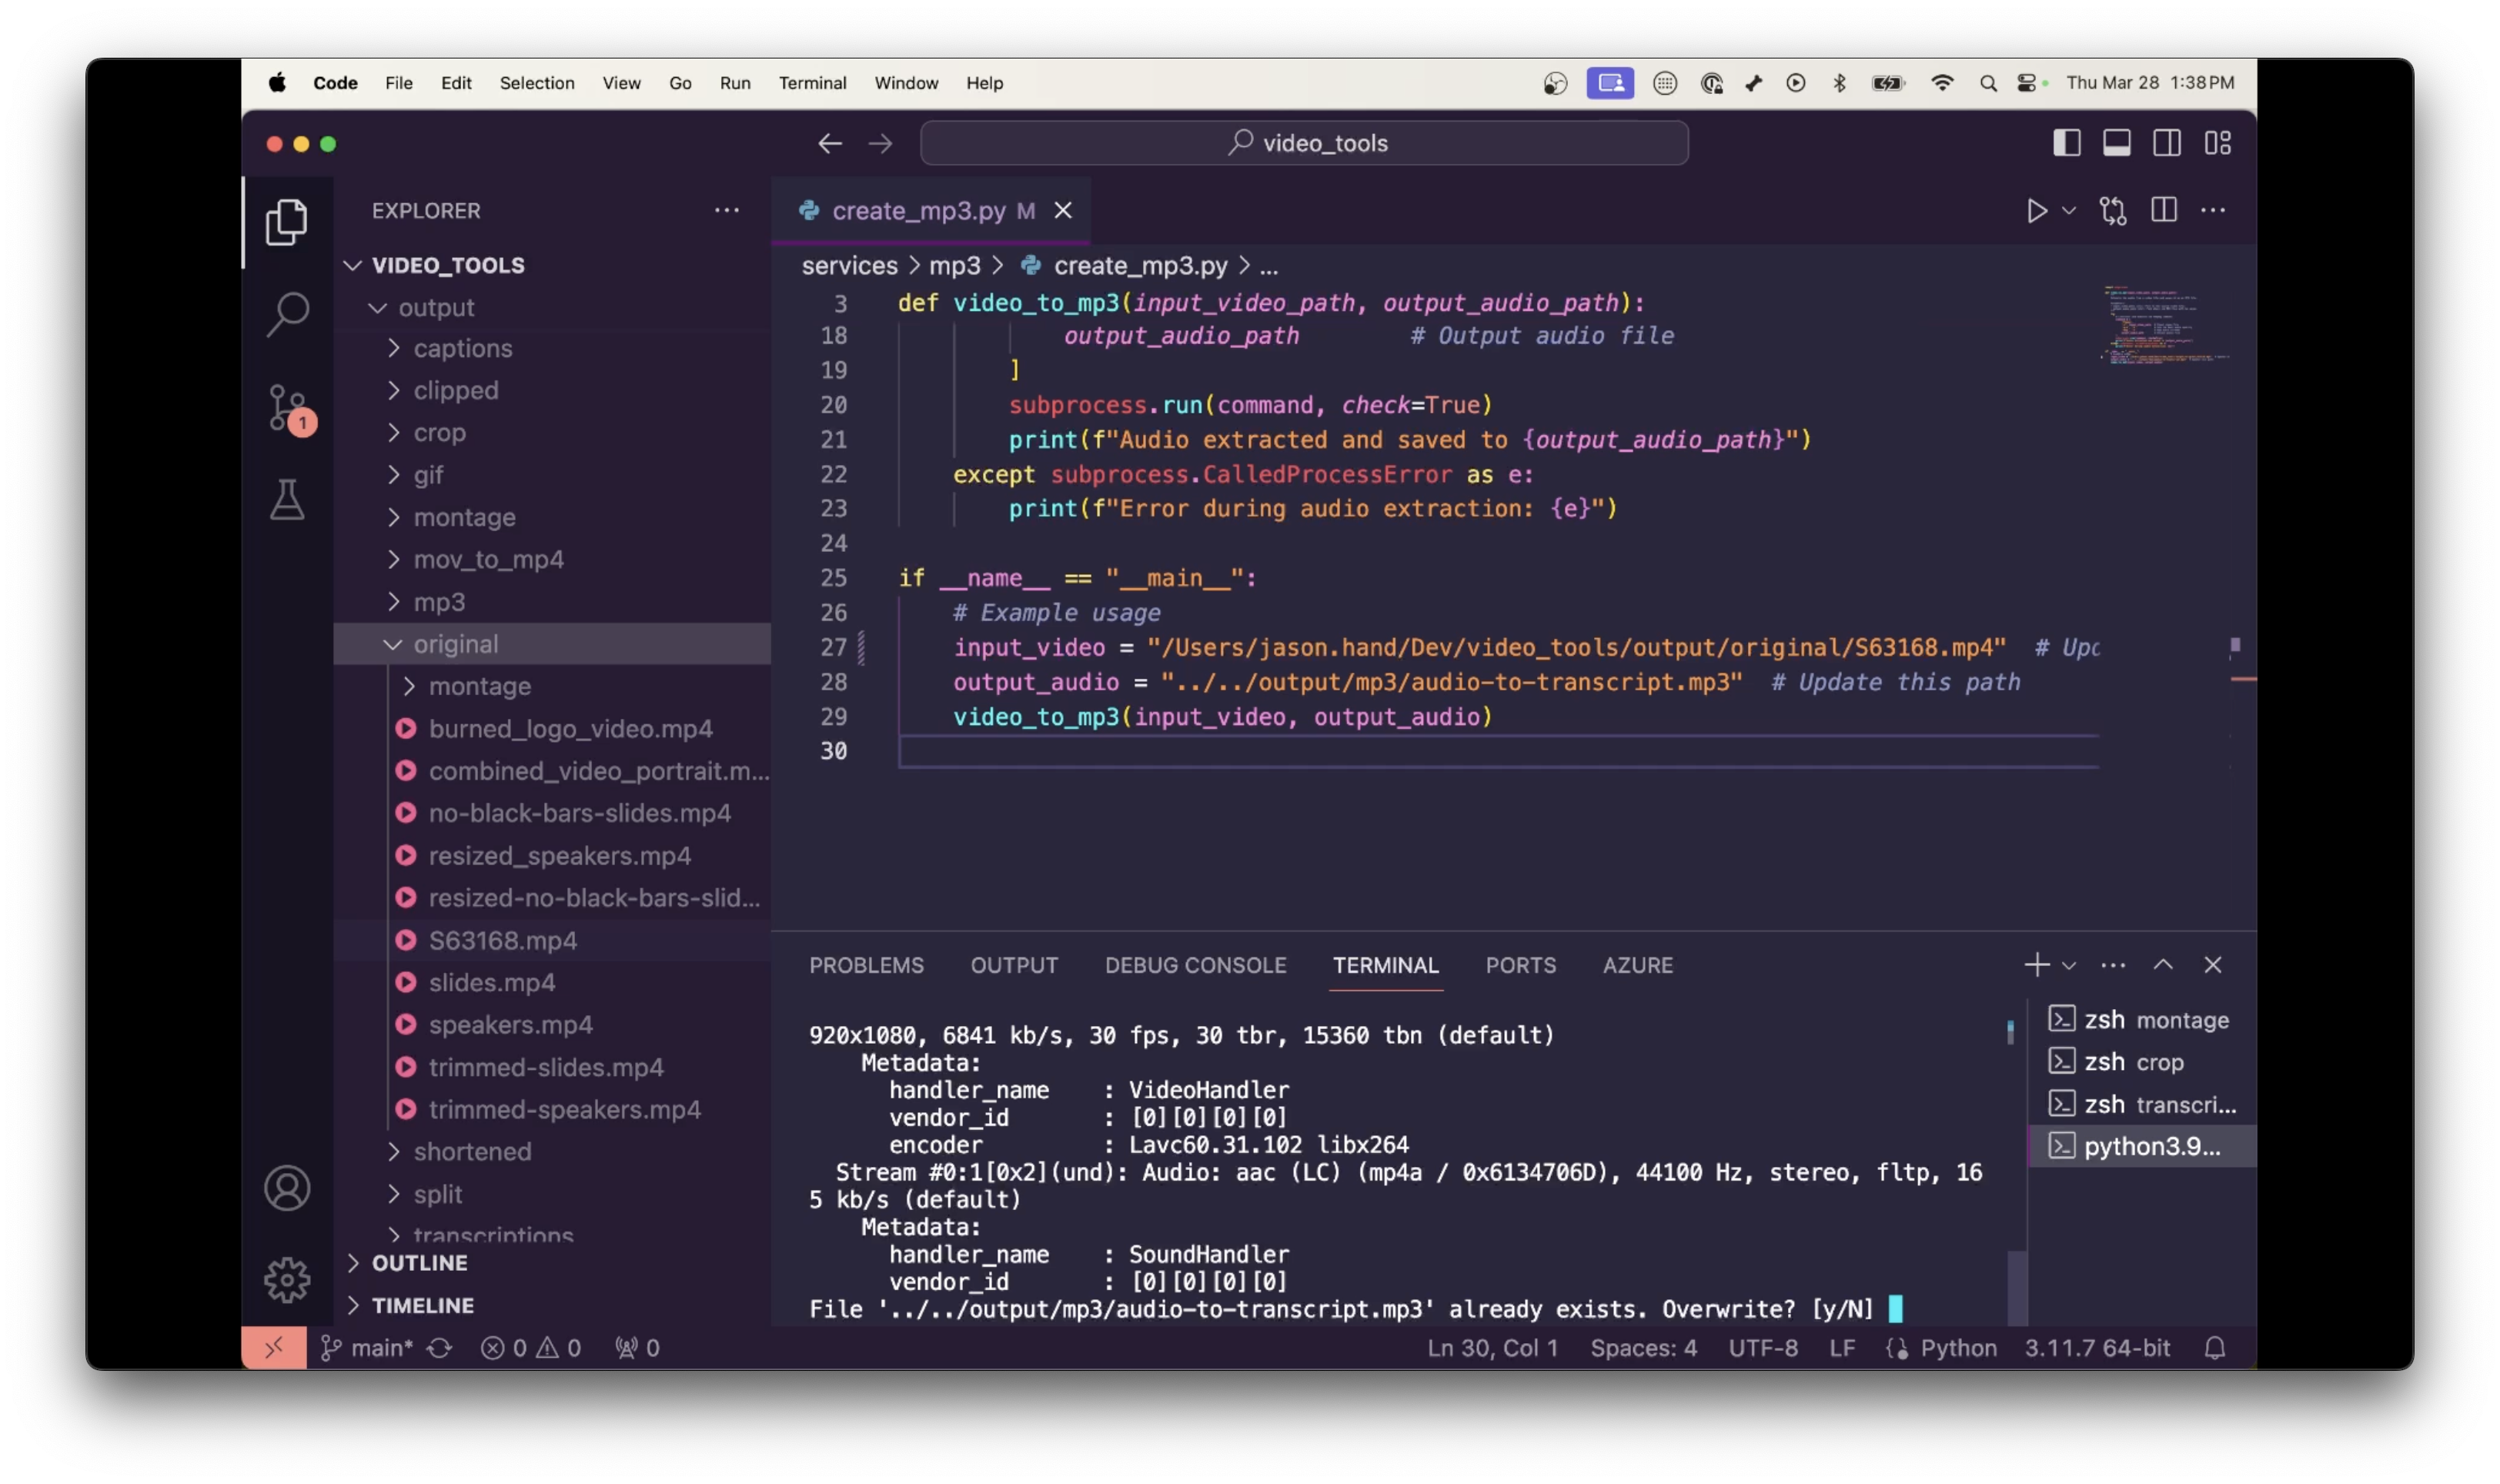 Code File Edit Selection View Go Run Terminal Window Help Thu Mar 28 1:38 PM
video_tools
EXPLORER
VIDEO_TOOLS
output
captions
clipped
crop
gif
montage
mov_to_mp4
mp3
original
montage
burned_logo_video.mp4
combined_video_portrait.m...
no-black-bars-slides.mp4
resized_speakers.mp4
resized-no-black-bars-slid...
S63168.mp4
slides.mp4
speakers.mp4
trimmed-slides.mp4
trimmed-speakers.mp4
shortened
split
transcriptions
OUTLINE
TIMELINE
1
create_mp3.py M
services > mp3 > create_mp3.py > ...
3 def video_to_mp3(input_video_path, output_audio_path):
18 output_audio_path # Output audio file
19 ]
20 subprocess.run(command, check=True)
21 print(f"Audio extracted and saved to {output_audio_path}")
22 except subprocess.CalledProcessError as e:
23 print(f"Error during audio extraction: {e}")
24
25 if __name__ == "__main__":
26 # Example usage
27 input_video = "/Users/jason.hand/Dev/video_tools/output/original/S63168.mp4" # Upd
28 output_audio = "../../output/mp3/audio-to-transcript.mp3" # Update this path
29 video_to_mp3(input_video, output_audio)
30
PROBLEMS OUTPUT DEBUG CONSOLE TERMINAL PORTS AZURE
920x1080, 6841 kb/s, 30 fps, 30 tbr, 15360 tbn (default)
Metadata:
handler_name : VideoHandler
vendor_id : [0][0][0][0]
encoder : Lavc60.31.102 libx264
Stream #0:1[0x2](und): Audio: aac (LC) (mp4a / 0x6134706D), 44100 Hz, stereo, fltp, 16
5 kb/s (default)
Metadata:
handler_name : SoundHandler
vendor_id : [0][0][0][0]
File '../../output/mp3/audio-to-transcript.mp3' already exists. Overwrite? [y/N]
zsh montage
zsh crop
zsh transcri...
python3.9...
main* 0 0 0 Ln 30, Col 1 Spaces: 4 UTF-8 LF Python 3.11.7 64-bit